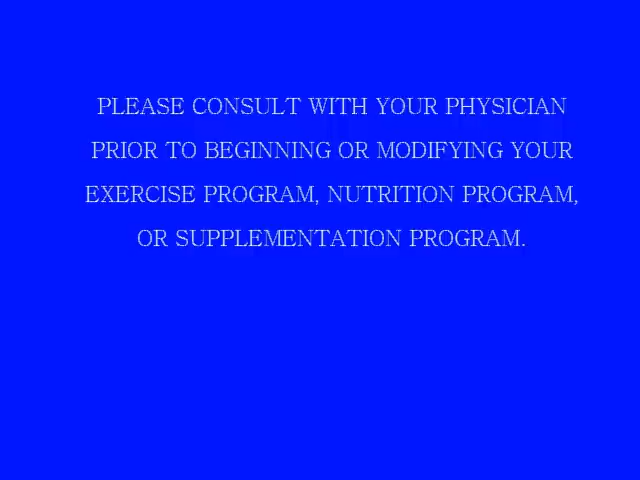 PLEASE CONSULT WITH YOUR PHYSICIAN
PRIOR TO BEGINNING OR MODIFYING YOUR
EXERCISE PROGRAM, NUTRITION PROGRAM,
OR SUPPLEMENTATION PROGRAM.